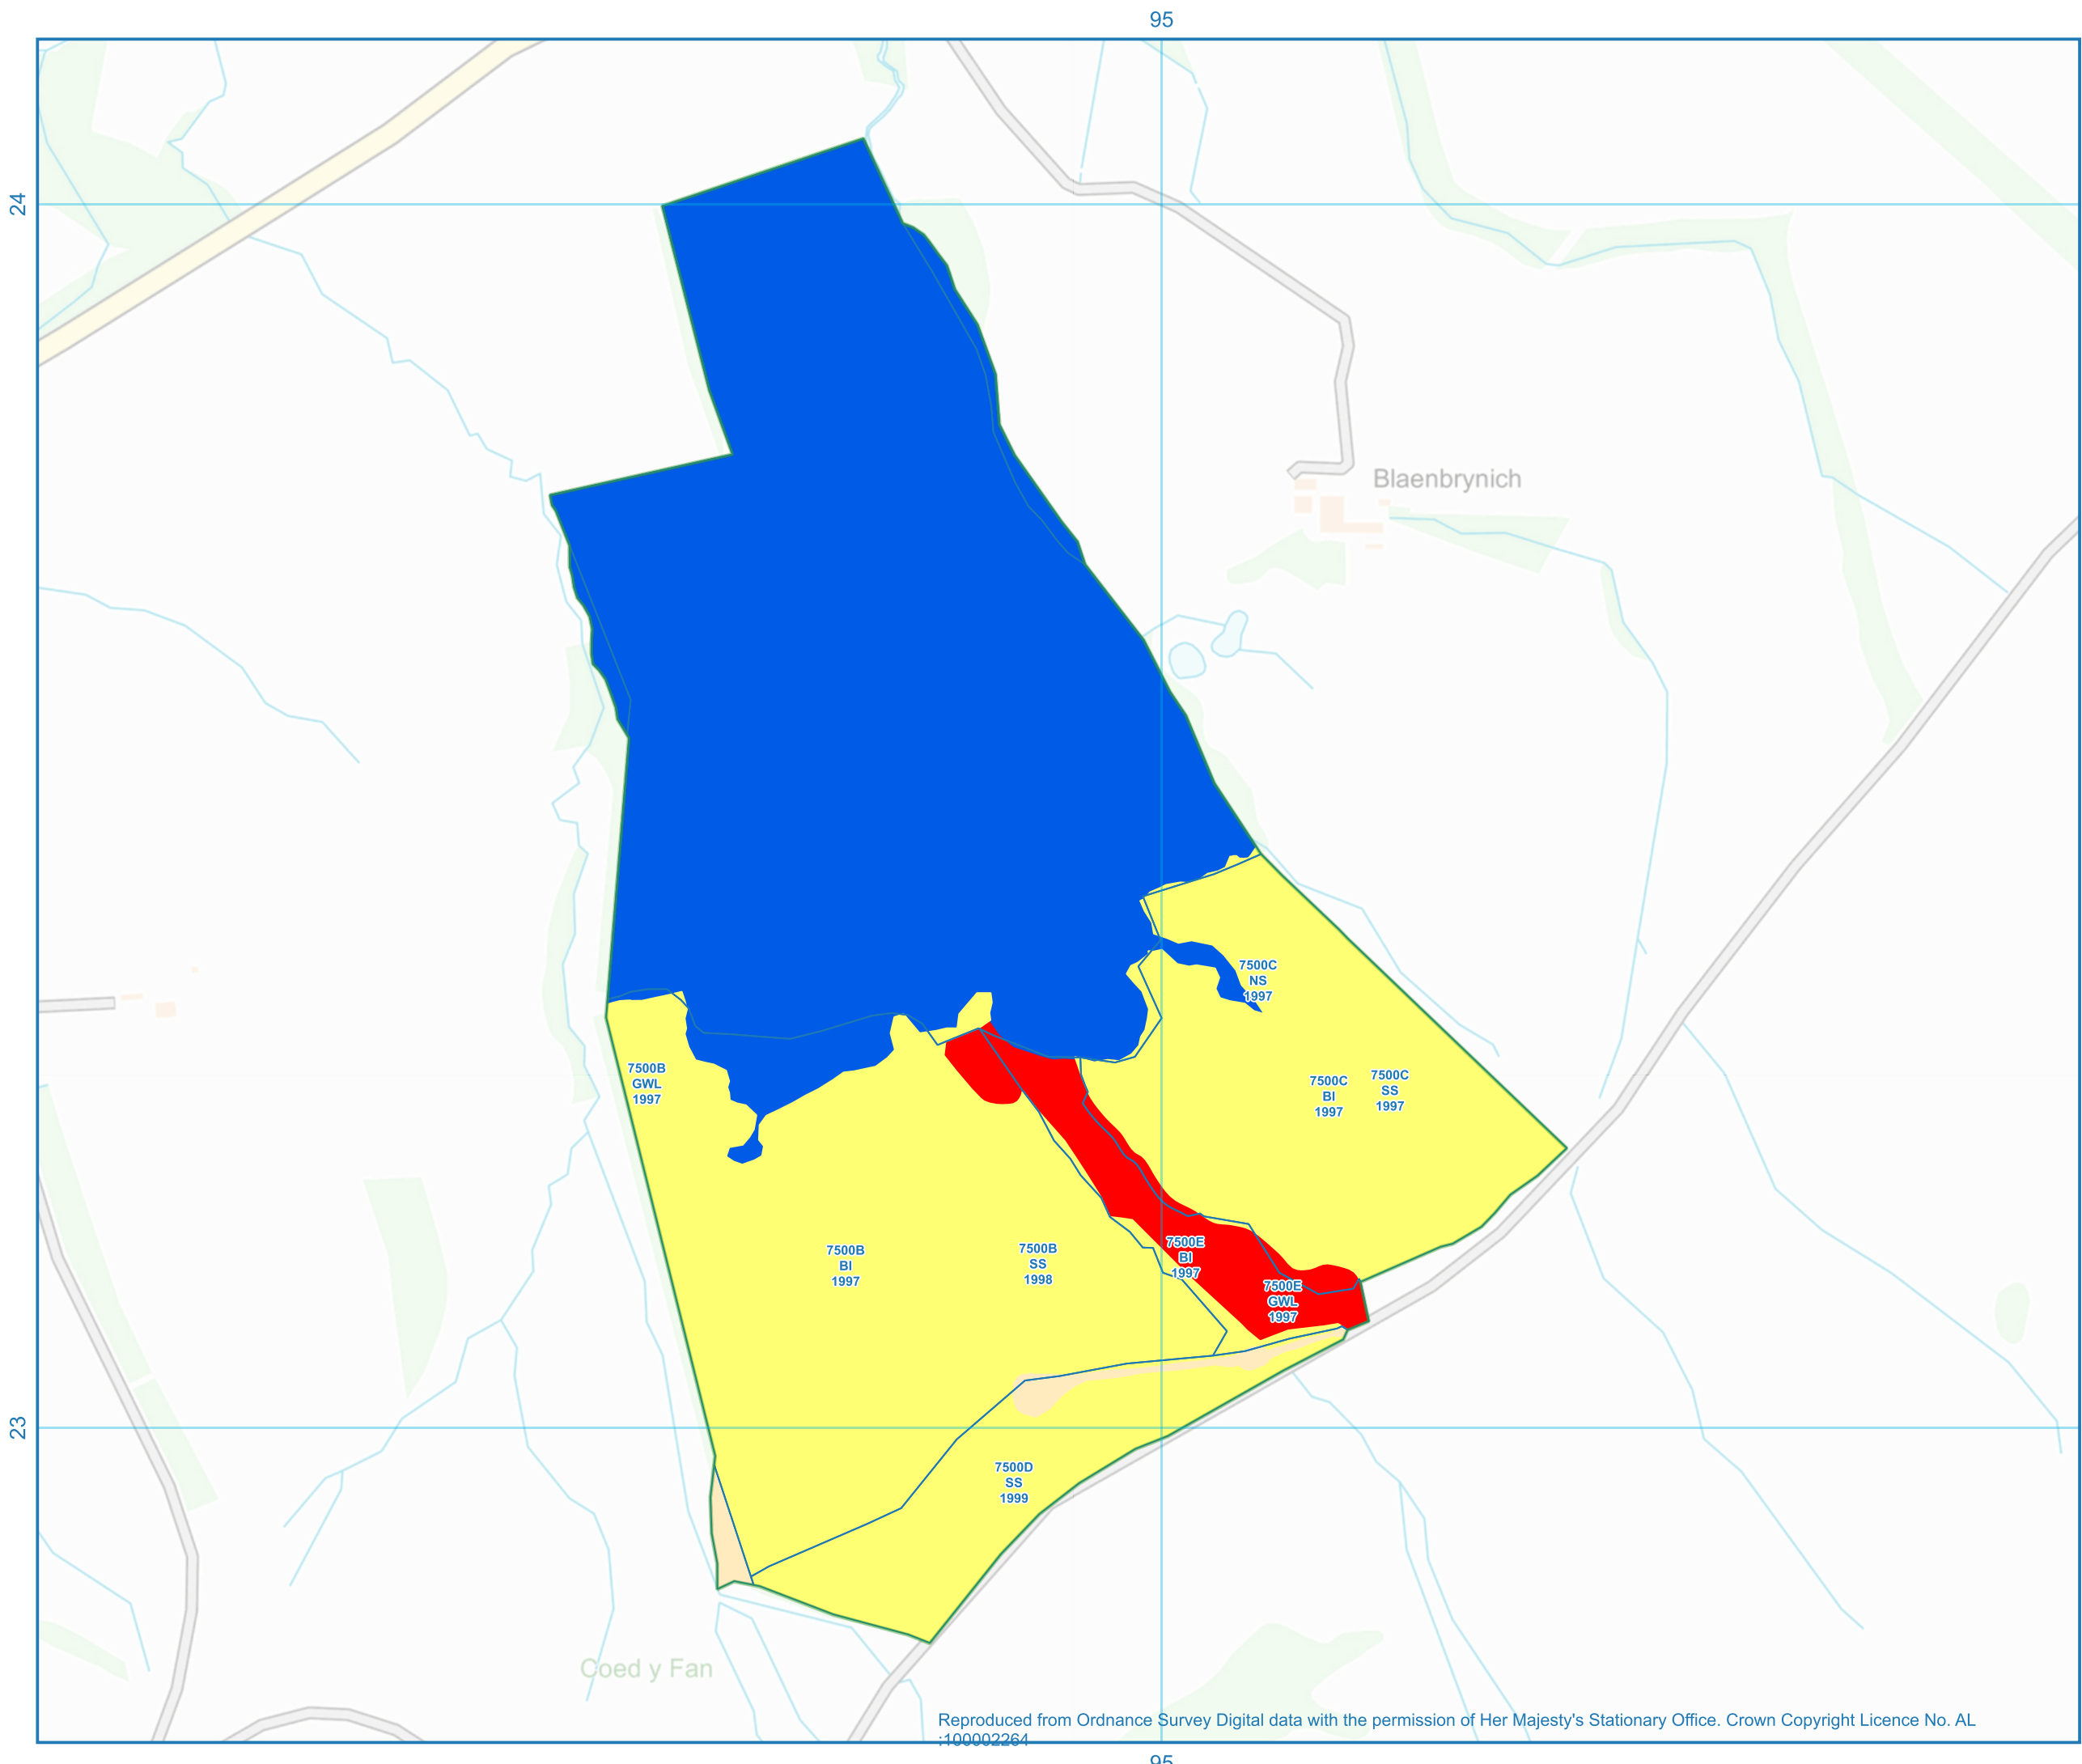 95
24
Blaenbrynich
7500C
NS
1997
7500B
GWL
1997
7500C
BI
1997
7500C
SS
1997
7500B
BI
1997
7500B
SS
1998
7500E
BI
1997
7500E
GWL
1997
23
7500D
SS
1999
Coed y Fan
Reproduced from Ordnance Survey Digital data with the permission of Her Majesty's Stationary Office. Crown Copyright Licence No. AL
:100002264
95